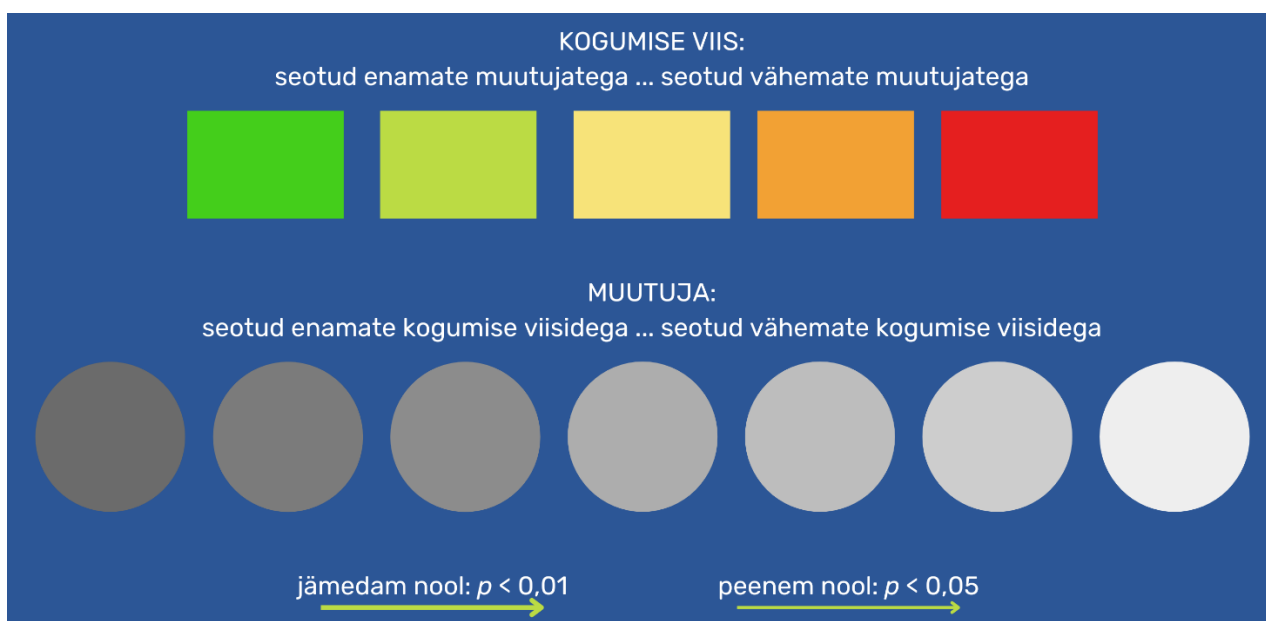 KOGUMISE VIIS:
seotud enamate muutujatega ... seotud vähemate muutujatega
MUUTUJA:
seotud enamate kogumise viisidega ... seotud vähemate kogumise viisidega
jämedam nool: p < 0,01
peenem nool: p < 0,05